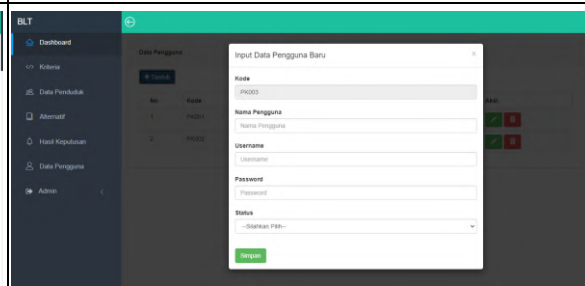 BLT
Dashboard
Kriteria
Data Penduduk
Alternatif
Hasil Keputusan
Data Pengguna
Admin
Data Pengguna
+ Tambah
No Kode Aksi
1 PK001
2 PK002
Input Data Pengguna Baru ×
Kode
PK003
Nama Pengguna
Nama Pengguna
Username
Username
Password
Password
Status
--Silahkan Pilih--
Simpan